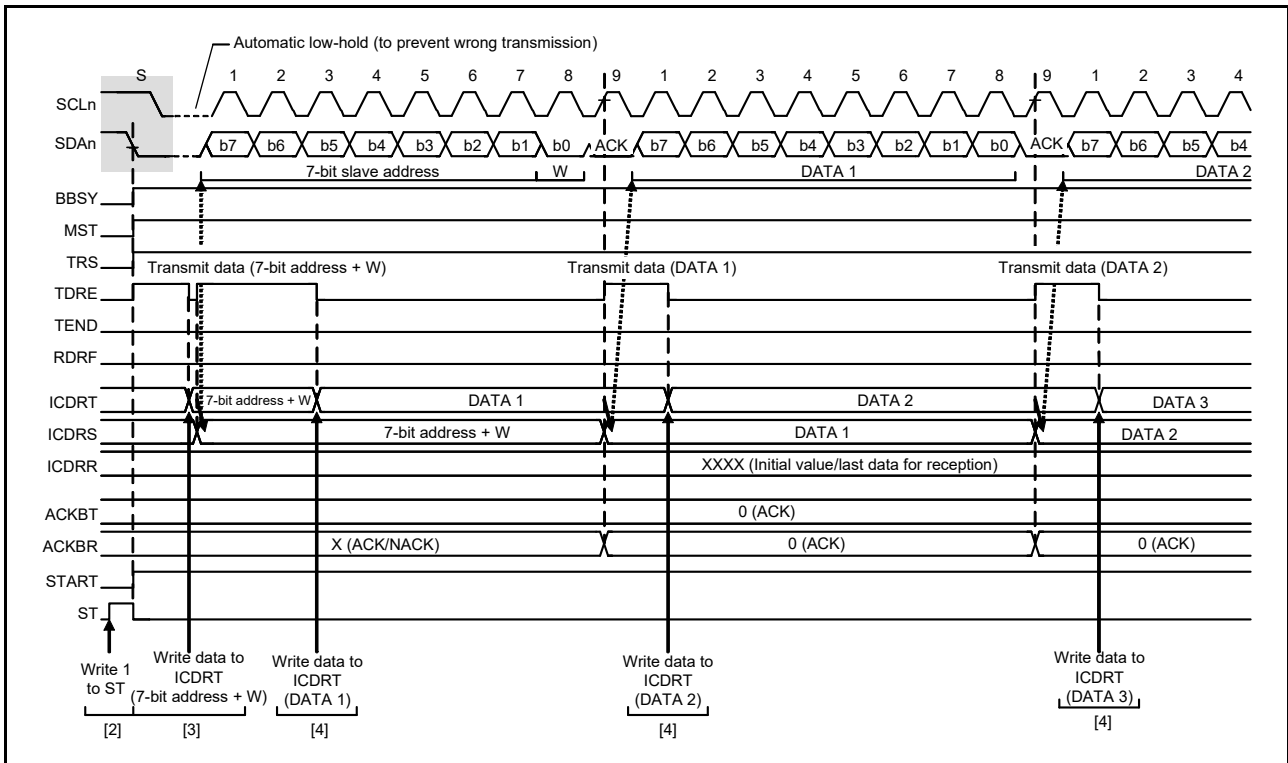 Automatic low-hold (to prevent wrong transmission)
S 1 2 3 4 5 6 7 8 9 1 2 3 4 5 6 7 8 9 1 2 3 4
SCLn
SDAn b7 b6 b5 b4 b3 b2 b1 b0 ACK b7 b6 b5 b4 b3 b2 b1 b0 ACK b7 b6 b5 b4
7-bit slave address W DATA 1 DATA 2
BBSY
MST
TRS
Transmit data (7-bit address + W) Transmit data (DATA 1) Transmit data (DATA 2)
TDRE
TEND
RDRF
ICDRT 7-bit address + W DATA 1 DATA 2 DATA 3
ICDRS 7-bit address + W DATA 1 DATA 2
ICDRR XXXX (Initial value/last data for reception)
ACKBT 0 (ACK)
ACKBR X (ACK/NACK) 0 (ACK) 0 (ACK)
START
ST
Write 1
to ST
[2]
Write data to
ICDRT
(7-bit address + W)
[3]
Write data to
ICDRT
(DATA 1)
[4]
Write data to
ICDRT
(DATA 2)
[4]
Write data to
ICDRT
(DATA 3)
[4]